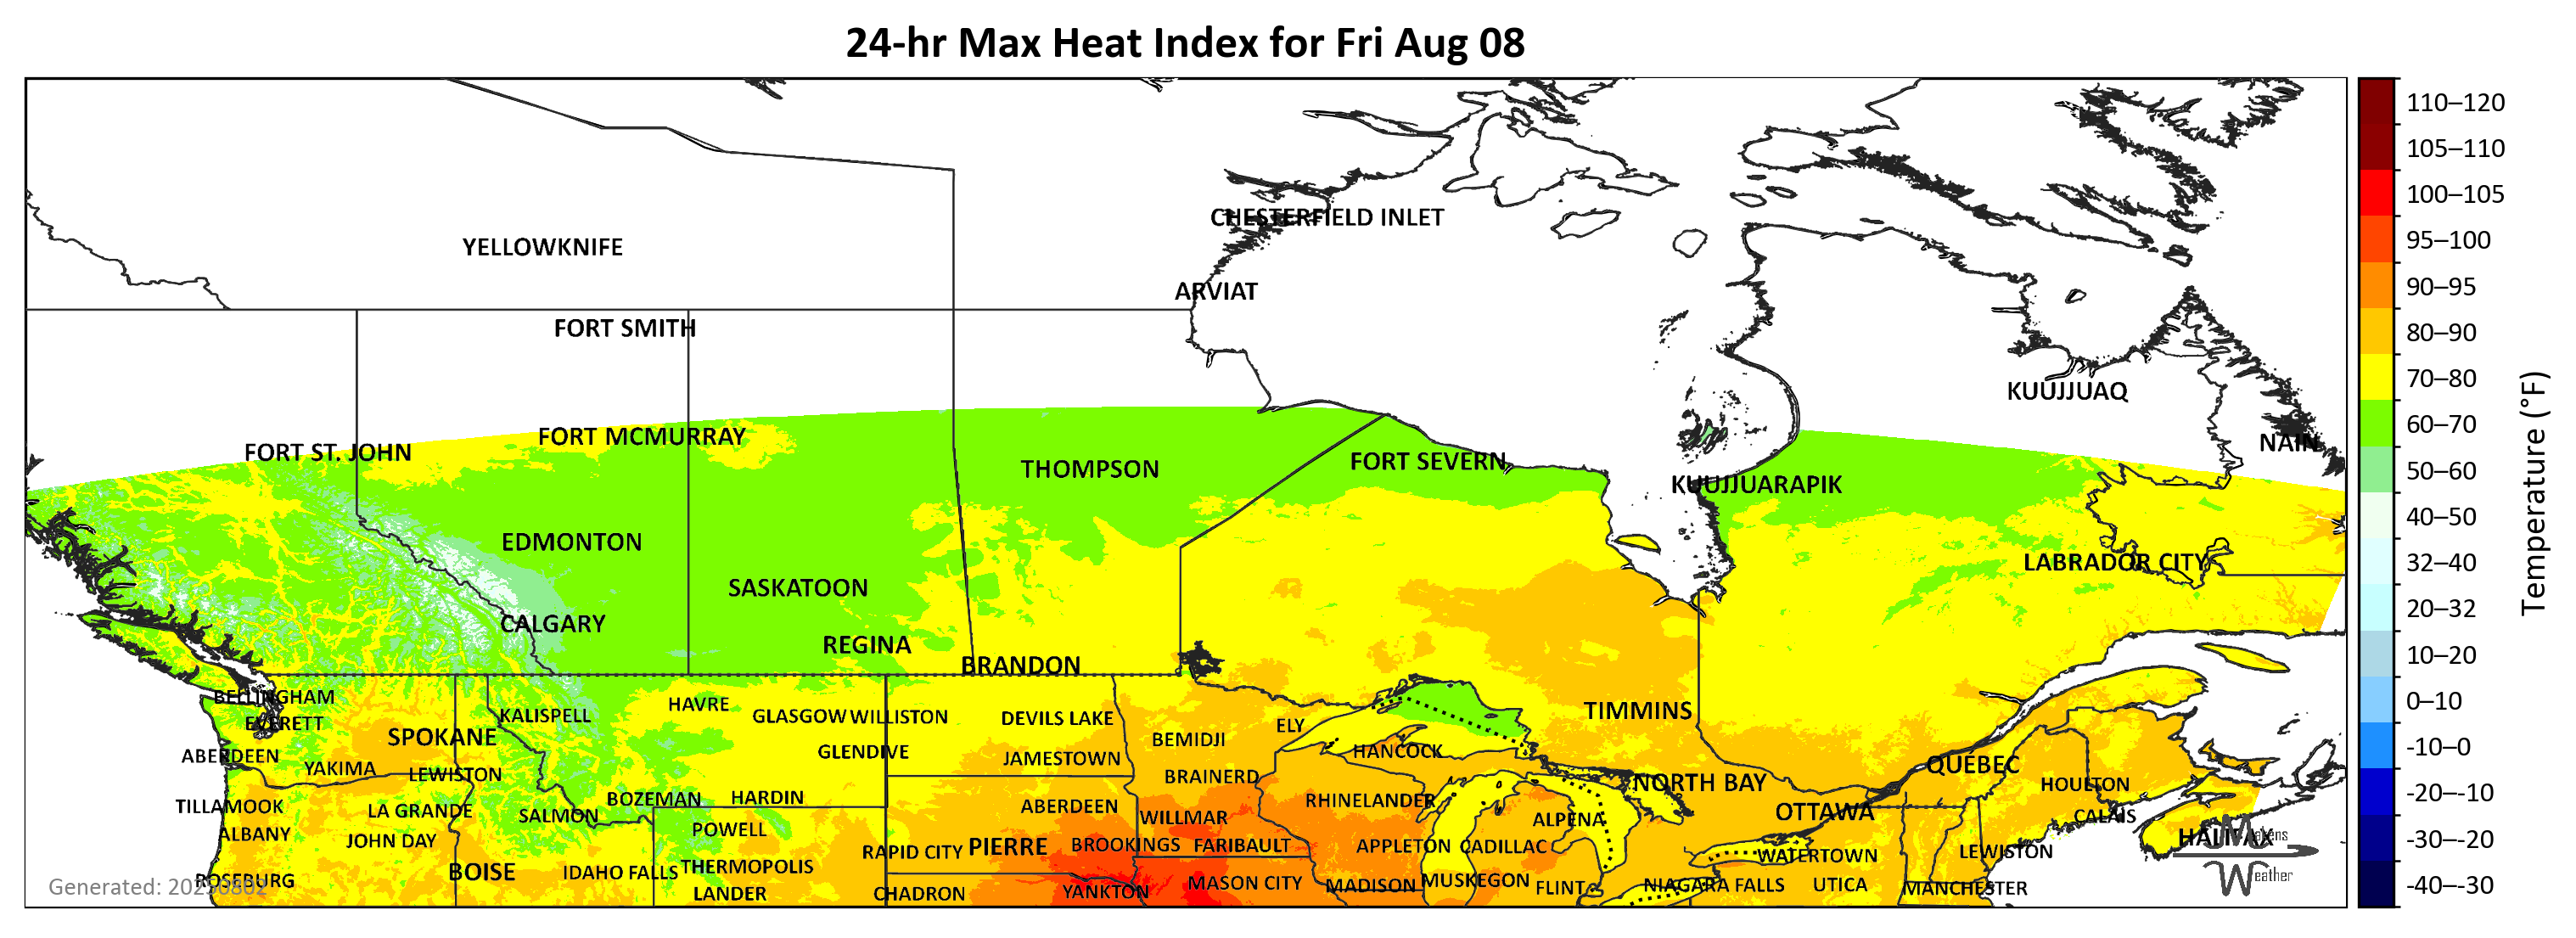 24-hr Max Heat Index for Fri Aug 08
110–120
105–110
CHESTERFIELD INLET
100–105
YELLOWKNIFE
95–100
ARVIAT
90–95
FORT SMITH
80–90
KUUJJUAQ
70–80
FORT ST. JOHN
FORT MCMURRAY
THOMPSON
FORT SEVERN
NAIN
60–70
KUUJJUARAPIK
50–60
EDMONTON
40–50
SASKATOON
LABRADOR CITY
32–40
Temperature (°F)
CALGARY
20–32
REGINA
BRANDON
10–20
BELLINGHAM
EVERETT
KALISPELL
HAVRE
GLASGOW
WILLISTON
DEVILS LAKE
ELY
TIMMINS
0–10
ABERDEEN
SPOKANE
GLENDIVE
JAMESTOWN
BEMIDJI
HANCOCK
-10–0
YAKIMA
LEWISTON
BRAINERD
NORTH BAY
QUÉBEC
HOULTON
-20–-10
TILLAMOOK
LA GRANDE
SALMON
BOZEMAN
HARDIN
ABERDEEN
WILLMAR
RHINELANDER
ALPENA
OTTAWA
CALAIS
ALBANY
JOHN DAY
POWELL
PIERRE
BROOKINGS
FARIBAULT
APPLETON
CADILLAC
HALIFAX
-30–-20
Makens
Weather
BOISE
IDAHO FALLS
THERMOPOLIS
RAPID CITY
WATERTOWN
LEWISTON
ROSEBURG
LANDER
CHADRON
YANKTON
MASON CITY
MADISON
MUSKEGON
FLINT
NIAGARA FALLS
UTICA
MANCHESTER
-40–-30
Generated: 20250802